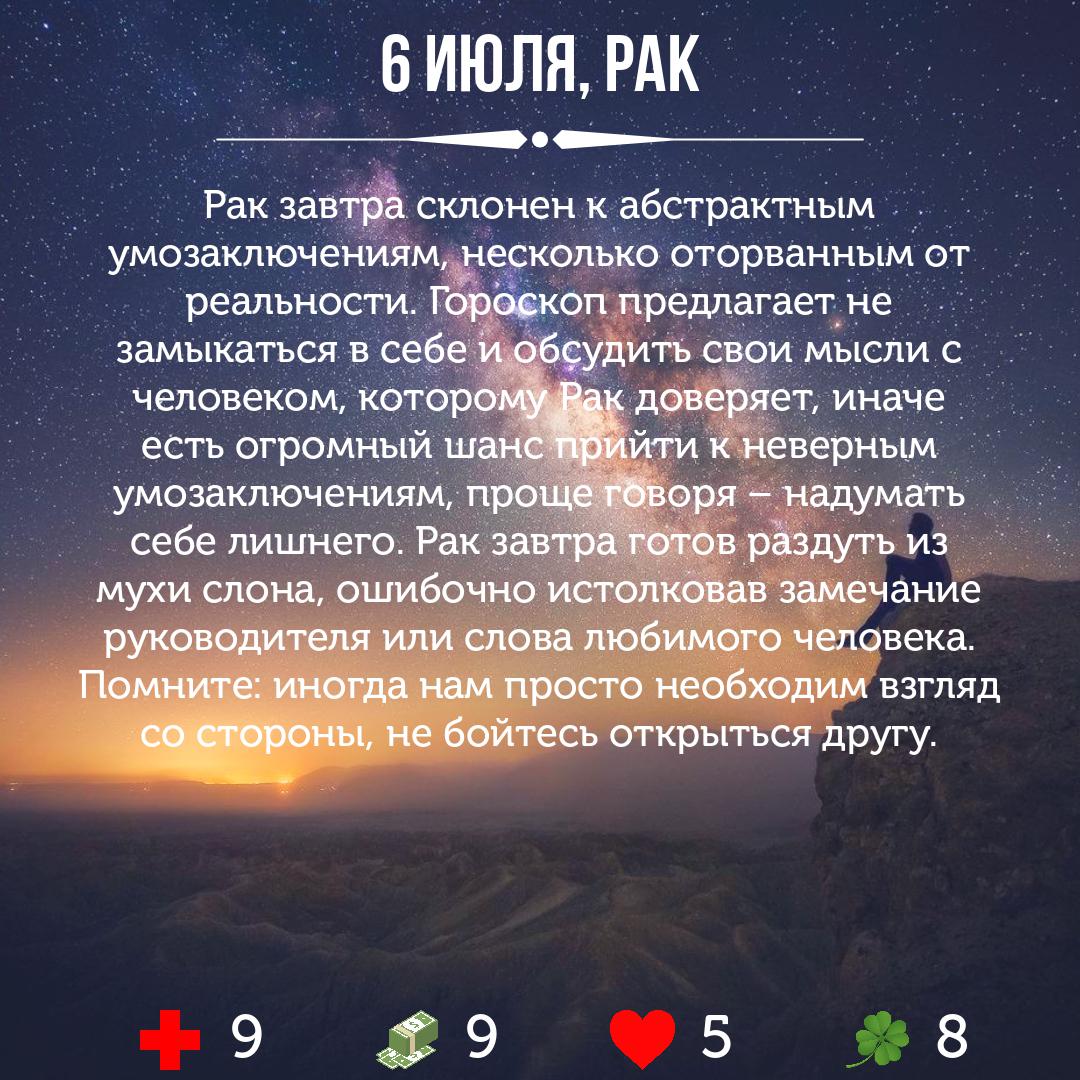 6 ИЮЛЯ, РАК
Рак завтра склонен к абстрактным
умозаключениям, несколько оторванным от
реальности. Гороскоп предлагает не
замыкаться в себе и обсудить свои мысли с
человеком, которому Рак доверяет, иначе
есть огромный шанс прийти к неверным
умозаключениям, проще говоря – надумать
себе лишнего. Рак завтра готов раздуть из
мухи слона, ошибочно истолковав замечание
руководителя или слова любимого человека.
Помните: иногда нам просто необходим взгляд
со стороны, не бойтесь открыться другу.
9 9 5 8